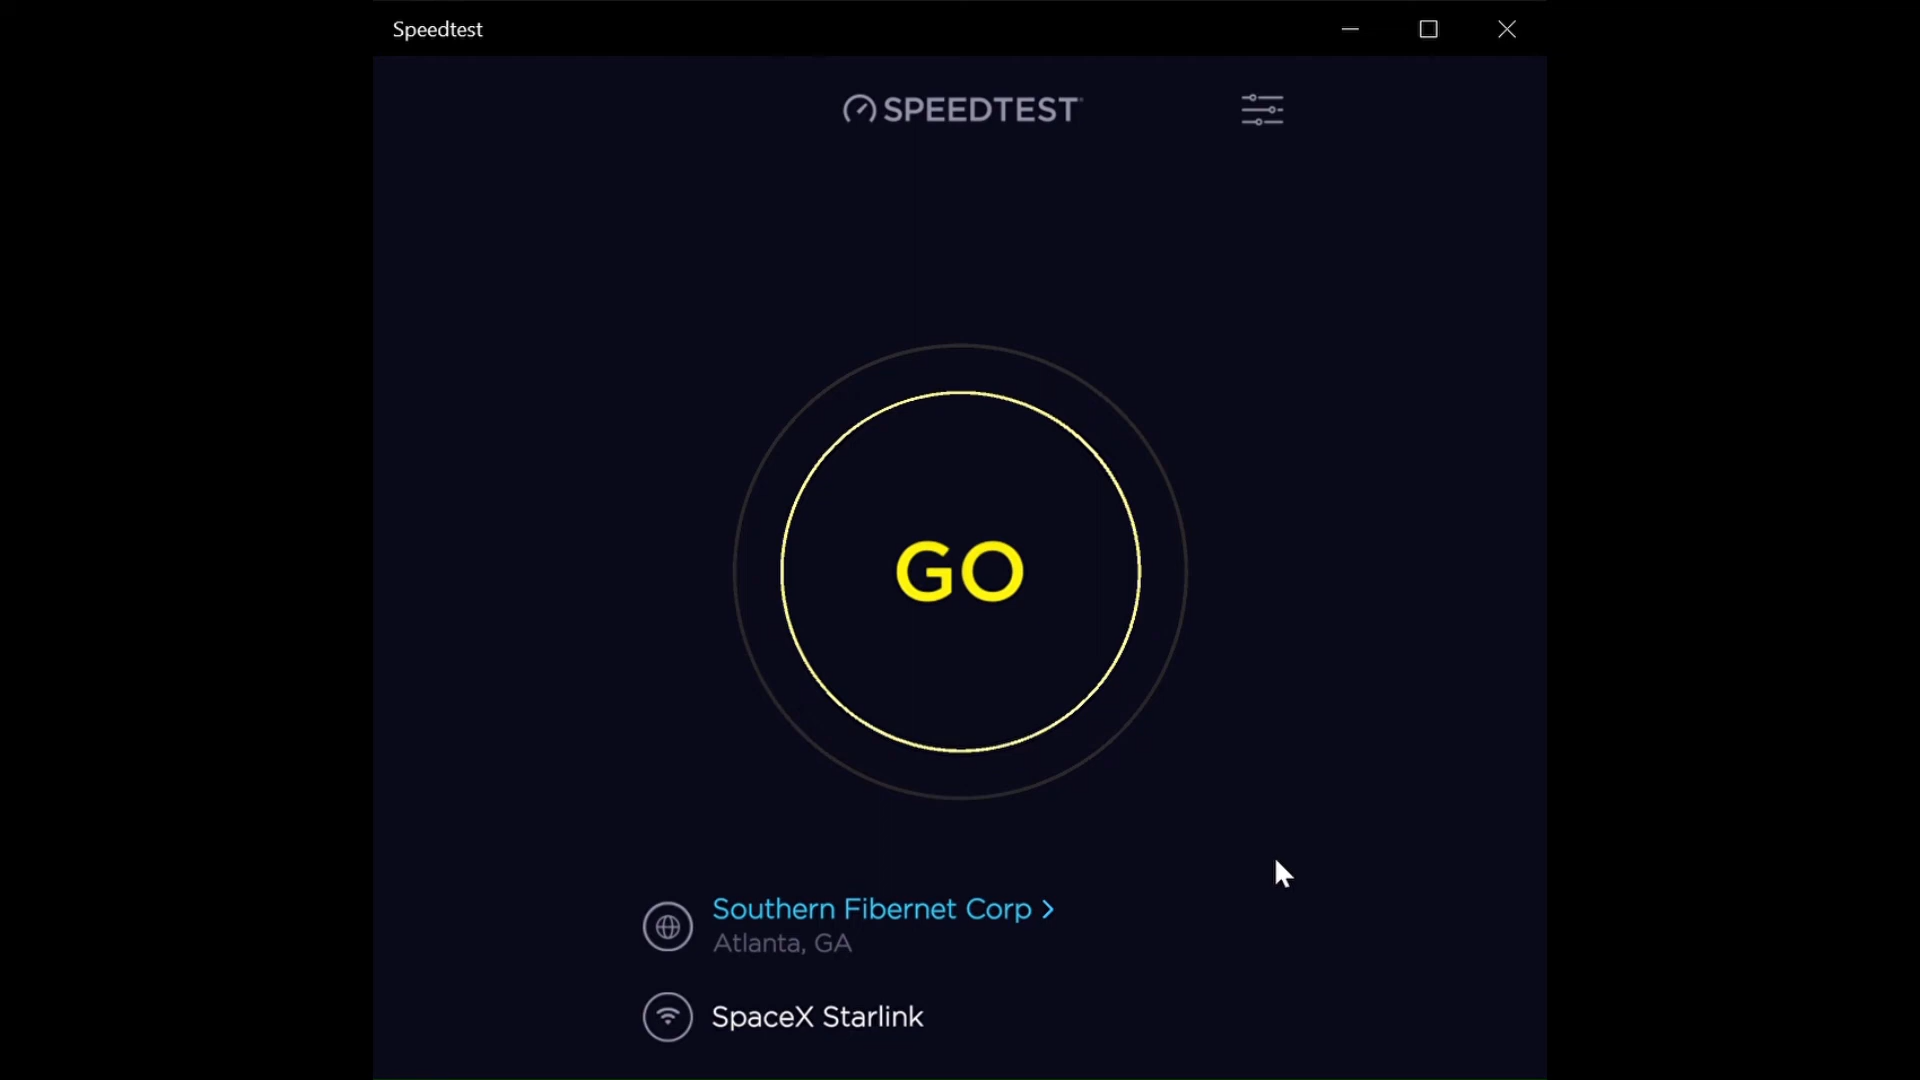 Speedtest
SPEEDTEST
GO
Southern Fibernet Corp >
Atlanta, GA
SpaceX Starlink